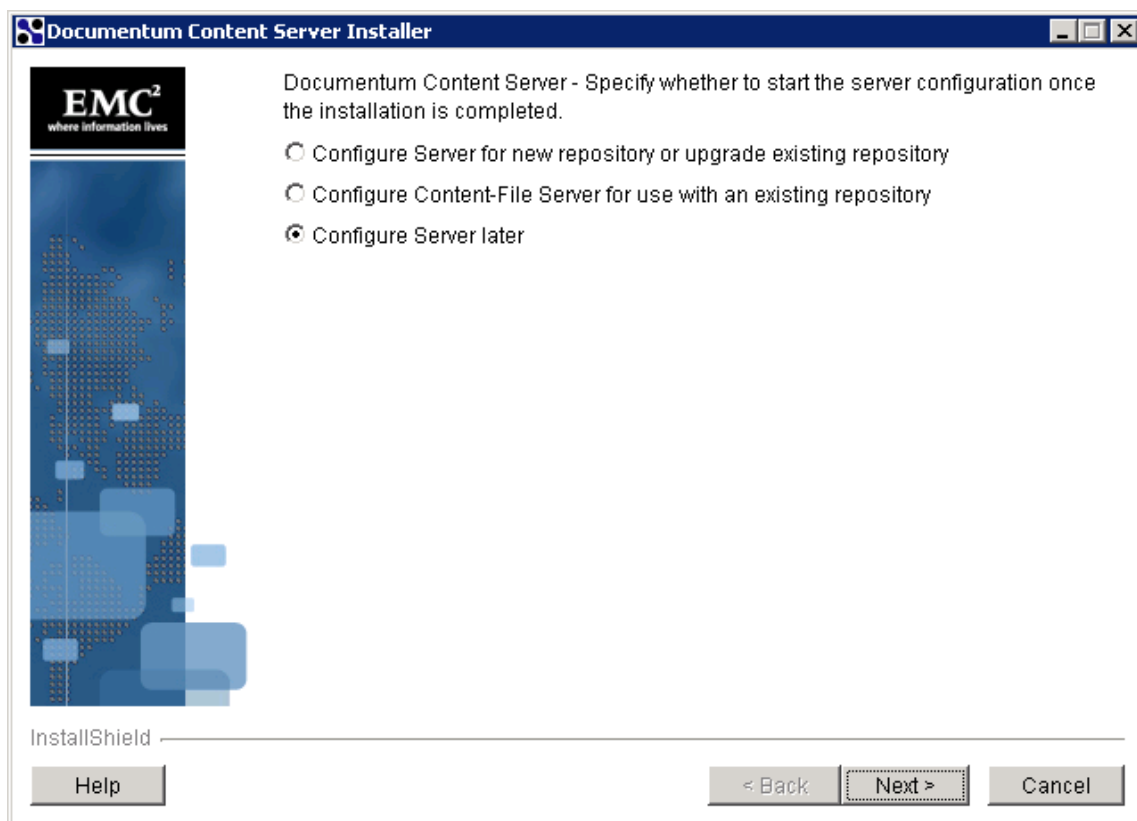 Documentum Content Server Installer
EMC²
where information lives
Documentum Content Server - Specify whether to start the server configuration once
the installation is completed.
Configure Server for new repository or upgrade existing repository
Configure Content-File Server for use with an existing repository
Configure Server later
InstallShield
Help
< Back
Next >
Cancel